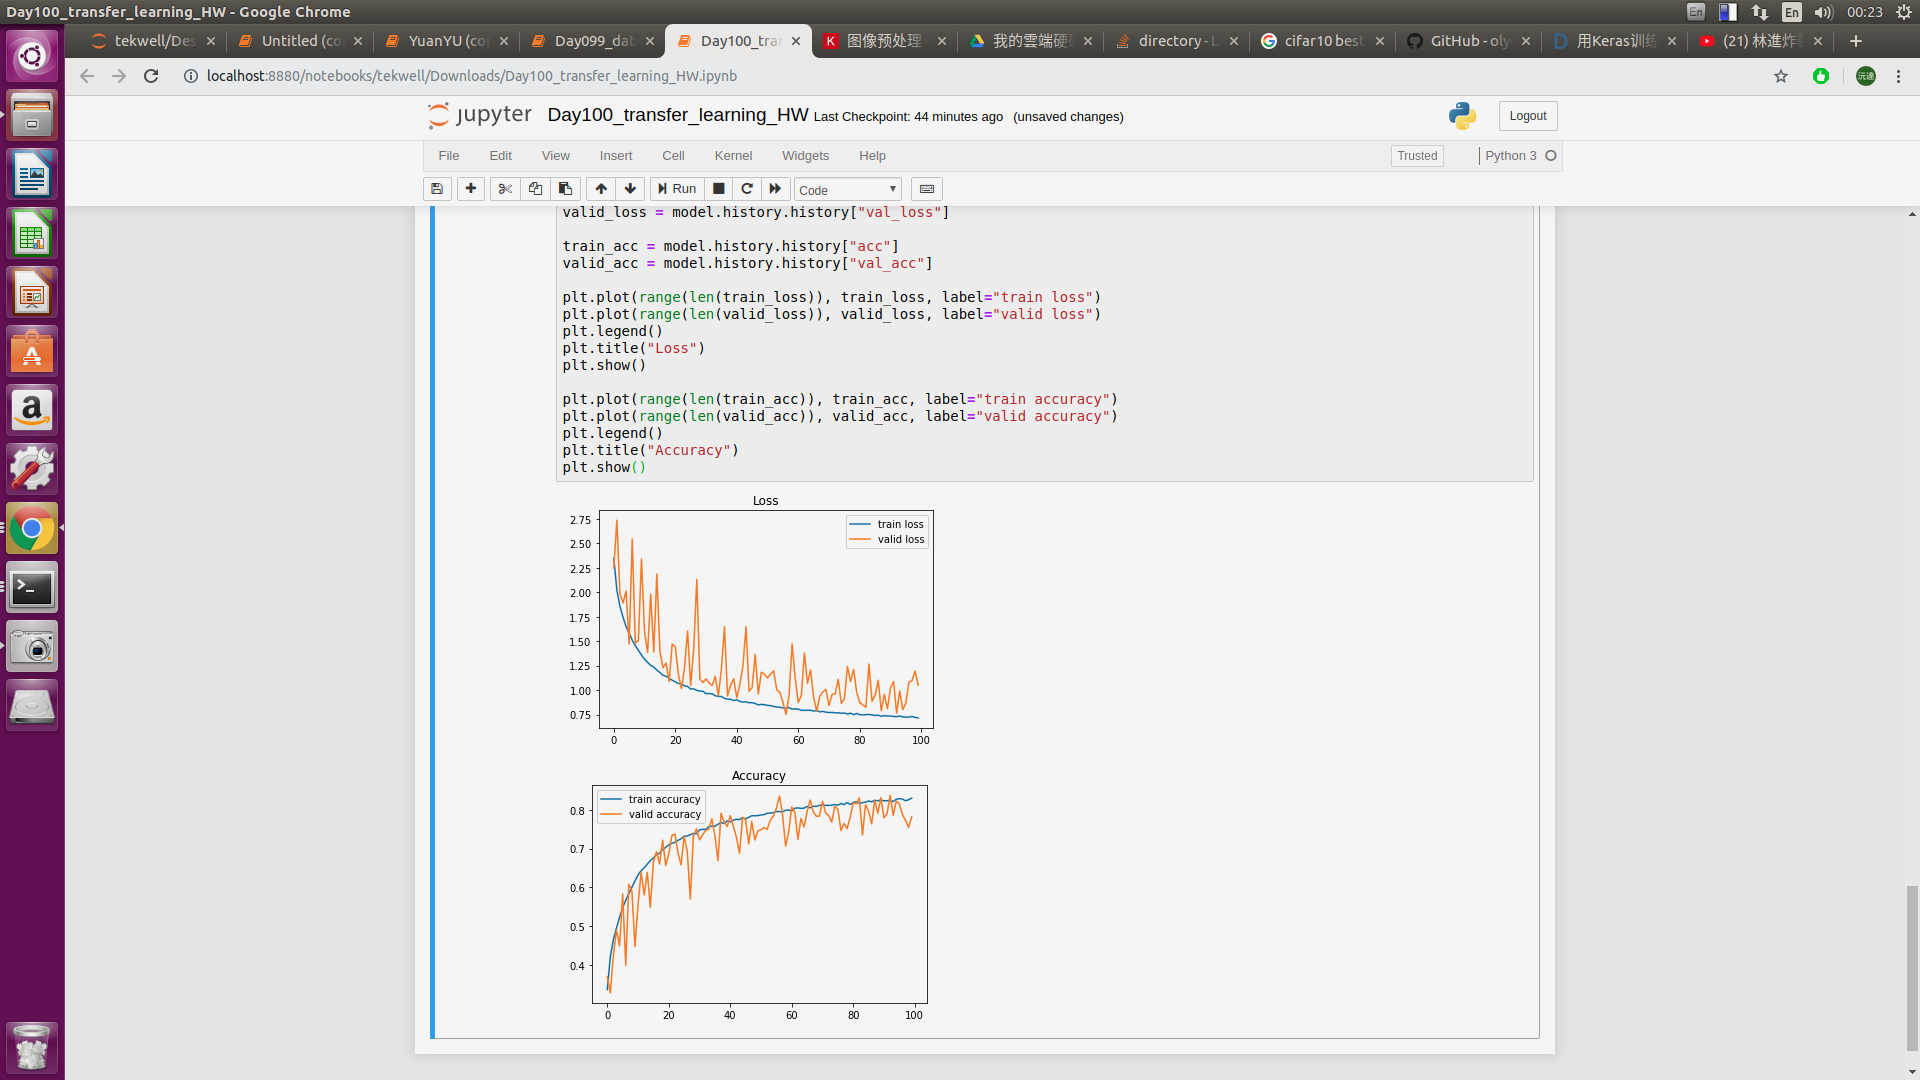 Day100_transfer_learning_HW - Google Chrome
En
En
00:23
tekwell/Des
Untitled (co
YuanYU (cop
Day099_dat
Day100_tra
图像预处理 -
我的雲端硬
directory - L
cifar10 best
GitHub - oly
用Keras训练
(21) 林進炸
localhost:8880/notebooks/tekwell/Downloads/Day100_transfer_learning_HW.ipynb
jupyter Day100_transfer_learning_HW Last Checkpoint: 44 minutes ago (unsaved changes)
Logout
File Edit View Insert Cell Kernel Widgets Help
Trusted
Python 3
Run
Code
valid_loss = model.history.history["val_loss"]
train_acc = model.history.history["acc"]
valid_acc = model.history.history["val_acc"]
plt.plot(range(len(train_loss)), train_loss, label="train loss")
plt.plot(range(len(valid_loss)), valid_loss, label="valid loss")
plt.legend()
plt.title("Loss")
plt.show()
plt.plot(range(len(train_acc)), train_acc, label="train accuracy")
plt.plot(range(len(valid_acc)), valid_acc, label="valid accuracy")
plt.legend()
plt.title("Accuracy")
plt.show()
Loss
train loss
valid loss
2.75
2.50
2.25
2.00
1.75
1.50
1.25
1.00
0.75
0 20 40 60 80 100
Accuracy
train accuracy
valid accuracy
0.8
0.7
0.6
0.5
0.4
0 20 40 60 80 100